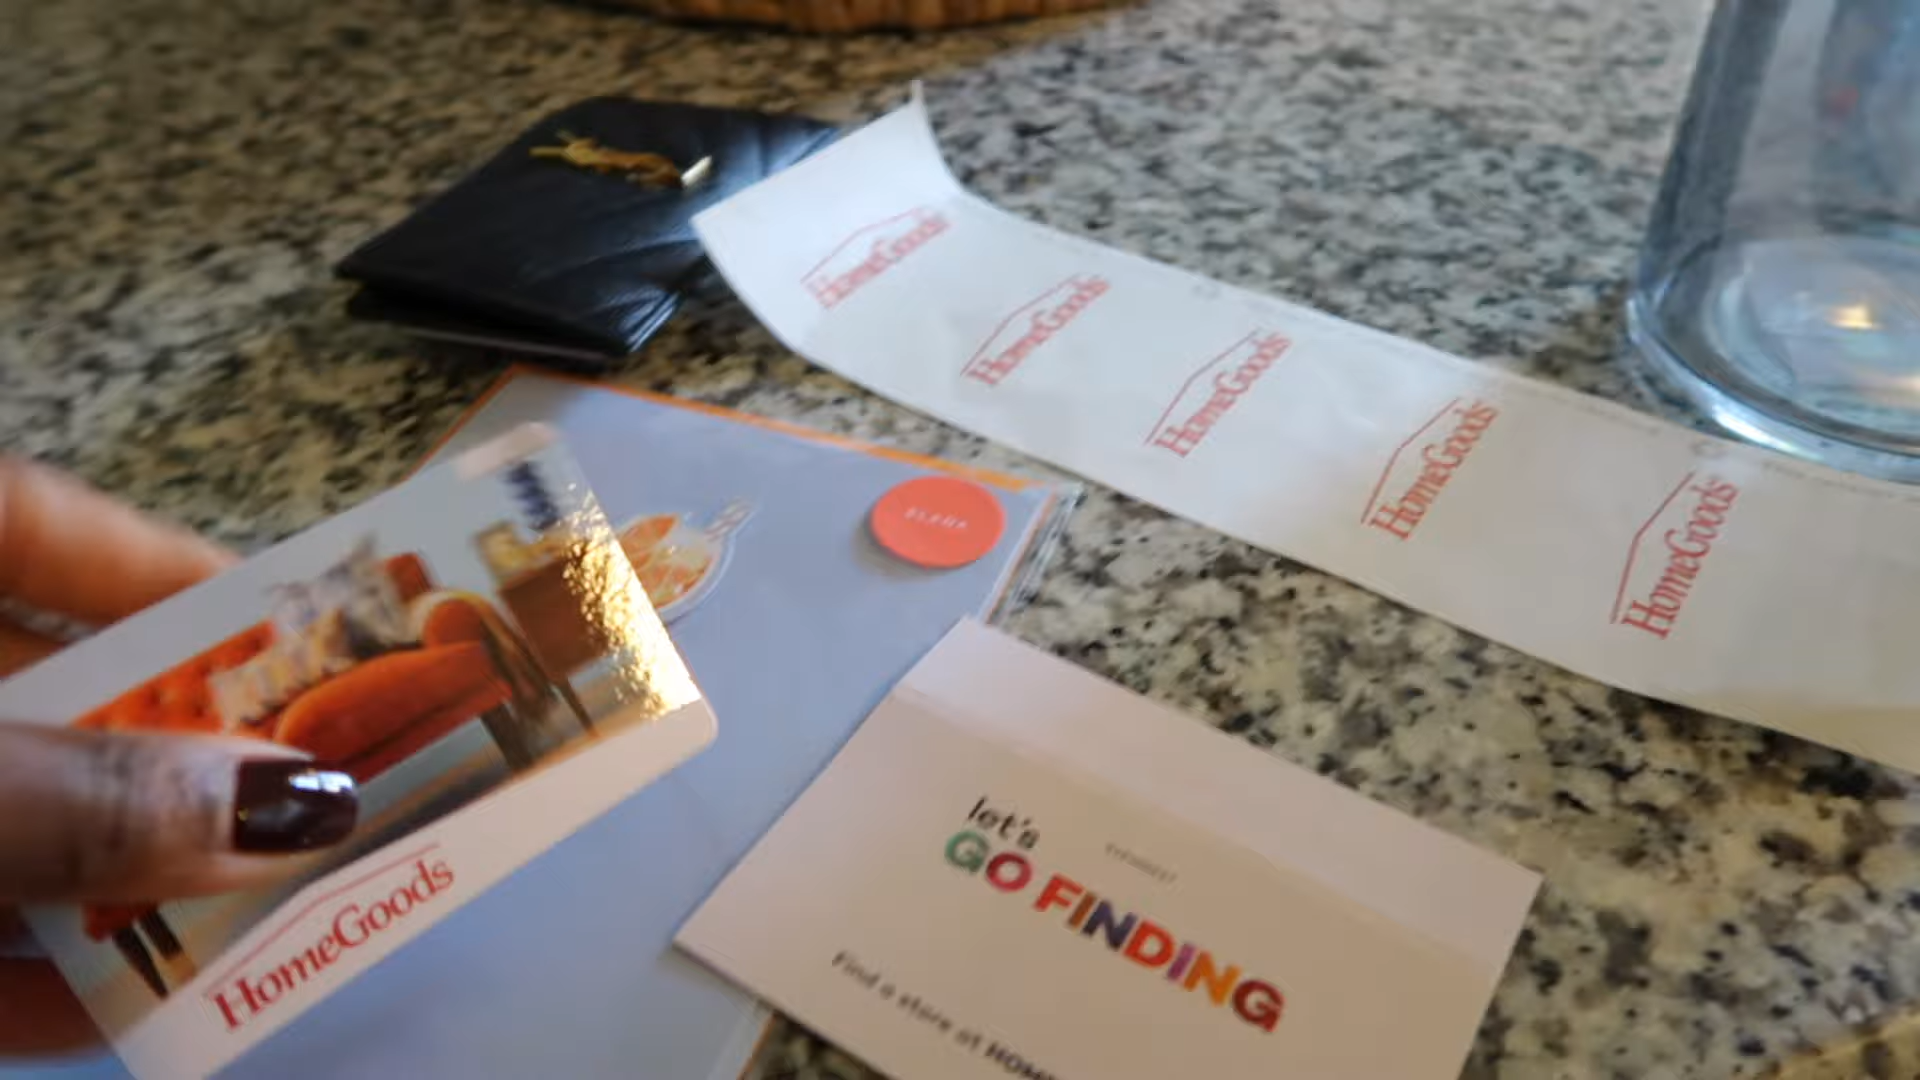 HomeGoods
HomeGoods
HomeGoods
HomeGoods
HomeGoods
HomeGoods
let's
GO FINDING
Find a store at HOM